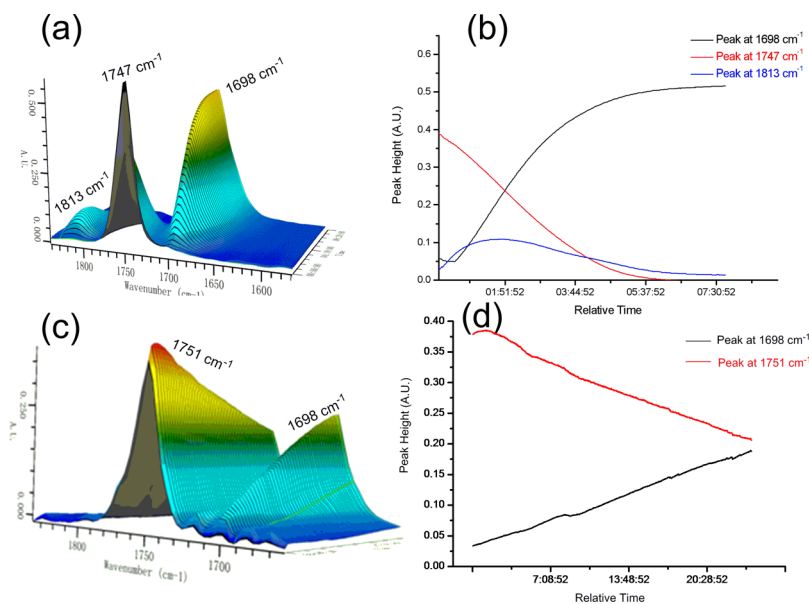 (a)
1747 cm⁻¹
1698 cm⁻¹
1813 cm⁻¹
0.500
0.250
0.000
A.U.
1800
1750
1700
1650
1600
Wavenumber (cm-1)
(b)
Peak at 1698 cm⁻¹
Peak at 1747 cm⁻¹
Peak at 1813 cm⁻¹
Peak Height (A.U.)
0.6
0.5
0.4
0.3
0.2
0.1
0.0
01:51:52
03:44:52
05:37:52
07:30:52
Relative Time
(c)
1751 cm⁻¹
1698 cm⁻¹
0.250
0.000
A.U.
1800
1750
1700
Wavenumber (cm-1)
(d)
Peak at 1698 cm⁻¹
Peak at 1751 cm⁻¹
Peak Height (A.U.)
0.40
0.35
0.30
0.25
0.20
0.15
0.10
0.05
0.00
7:08:52
13:48:52
20:28:52
Relative Time